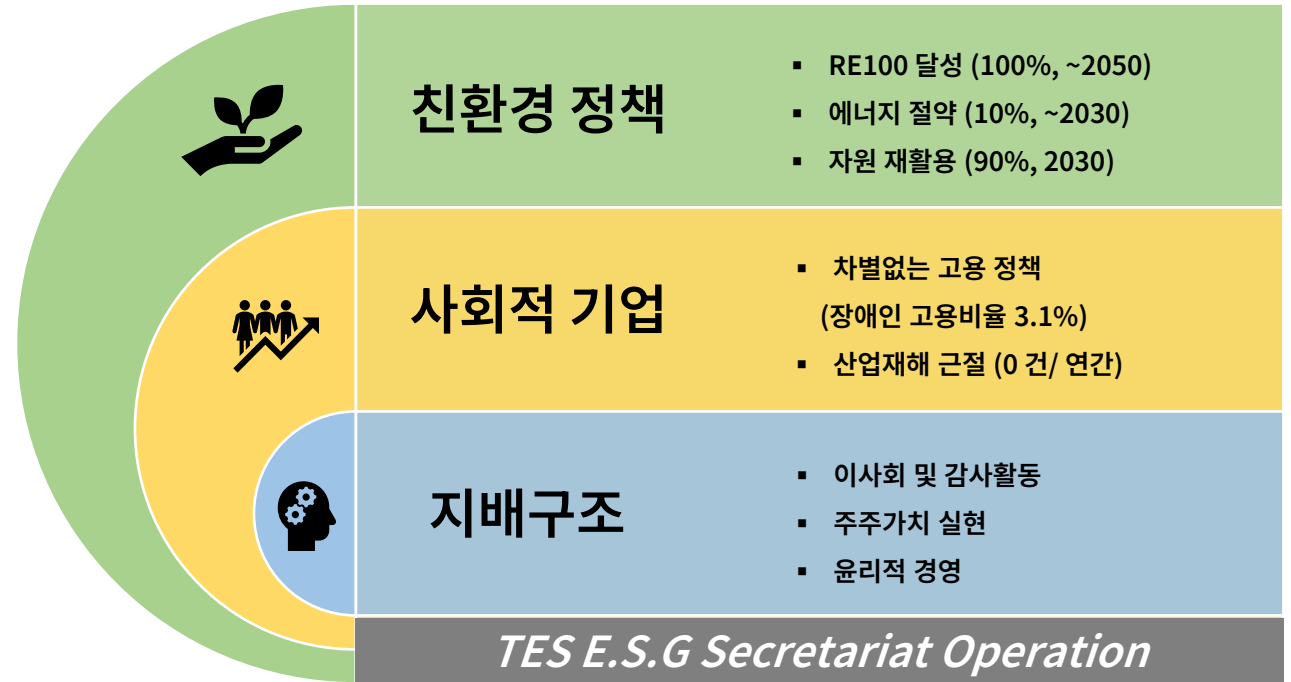 친환경 정책
▪ RE100 달성 (100%, ~2050)
▪ 에너지 절약 (10%, ~2030)
▪ 자원 재활용 (90%, 2030)
사회적 기업
▪ 차별없는 고용 정책
(장애인 고용비율 3.1%)
▪ 산업재해 근절 (0 건/ 연간)
지배구조
▪ 이사회 및 감사활동
▪ 주주가치 실현
▪ 윤리적 경영
TES E.S.G Secretariat Operation